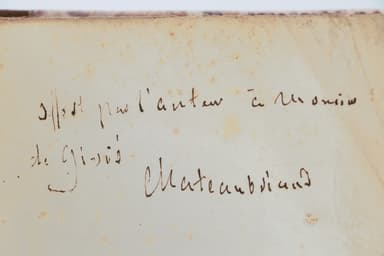 offert par l'auteur à Monsieur
de
Chateaubriand